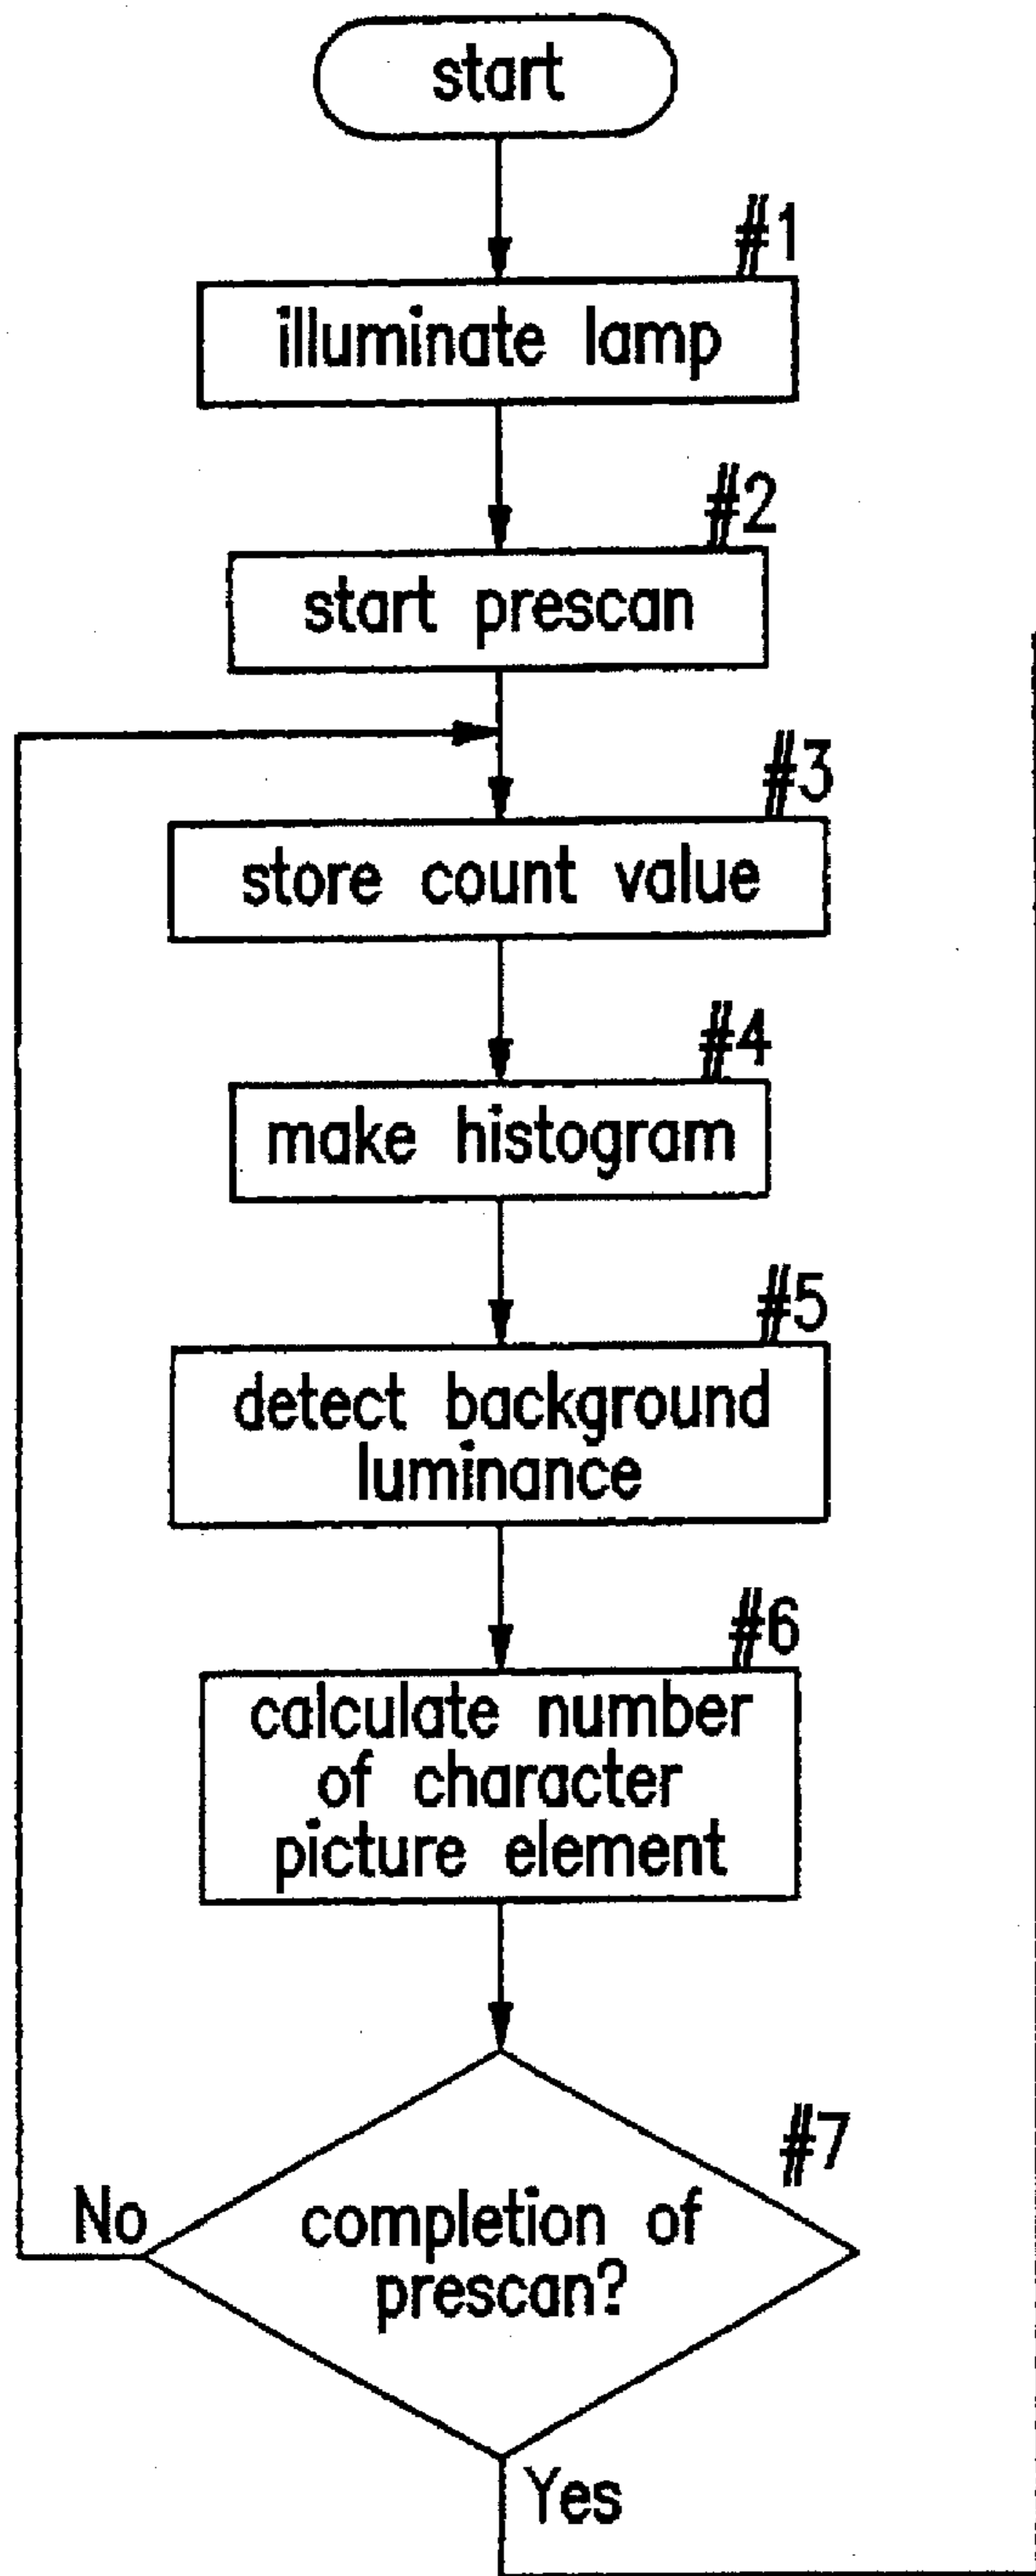 start
#1
illuminate lamp
#2
start prescan
#3
store count value
#4
make histogram
#5
detect background
luminance
#6
calculate number
of character
picture element
#7
No
completion of
prescan?
Yes